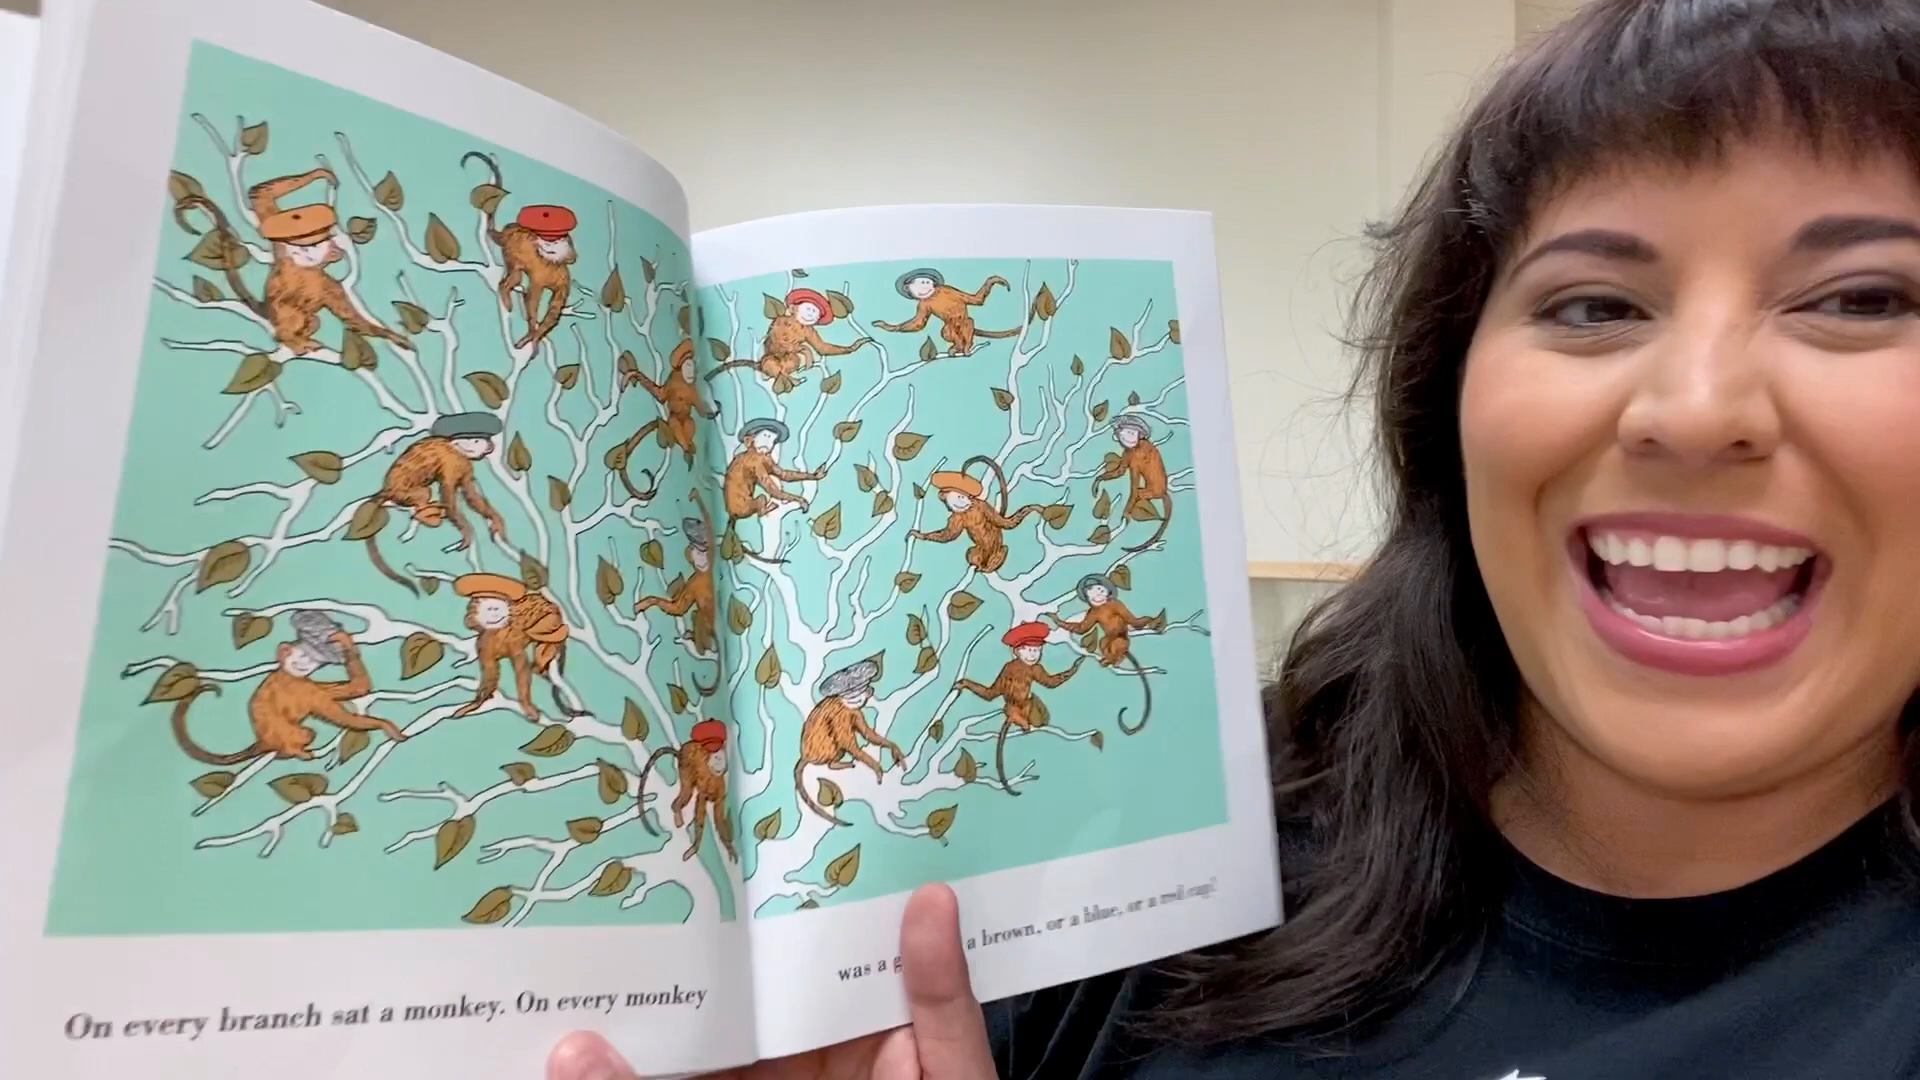 On every branch sat a monkey. On every monkey
was a a brown, or a blue, or a red cap!